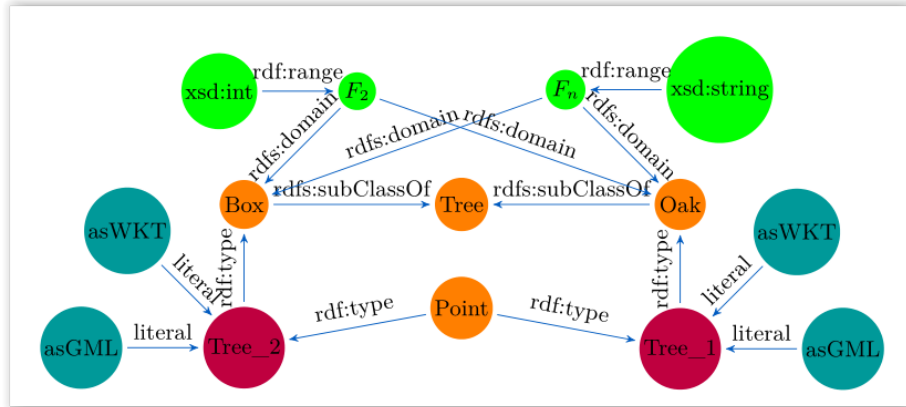 rdf:range
rdf:range
xsd:int
F2
Fn
xsd:string
rdfs:domain
rdfs:domain
rdfs:domain
rdfs:domain
Box
rdfs:subClassOf
Tree
rdfs:subClassOf
Oak
asWKT
asWKT
literal
rdf:type
rdf:type
literal
rdf:type
Point
rdf:type
asGML
literal
Tree_2
Tree_1
literal
asGML